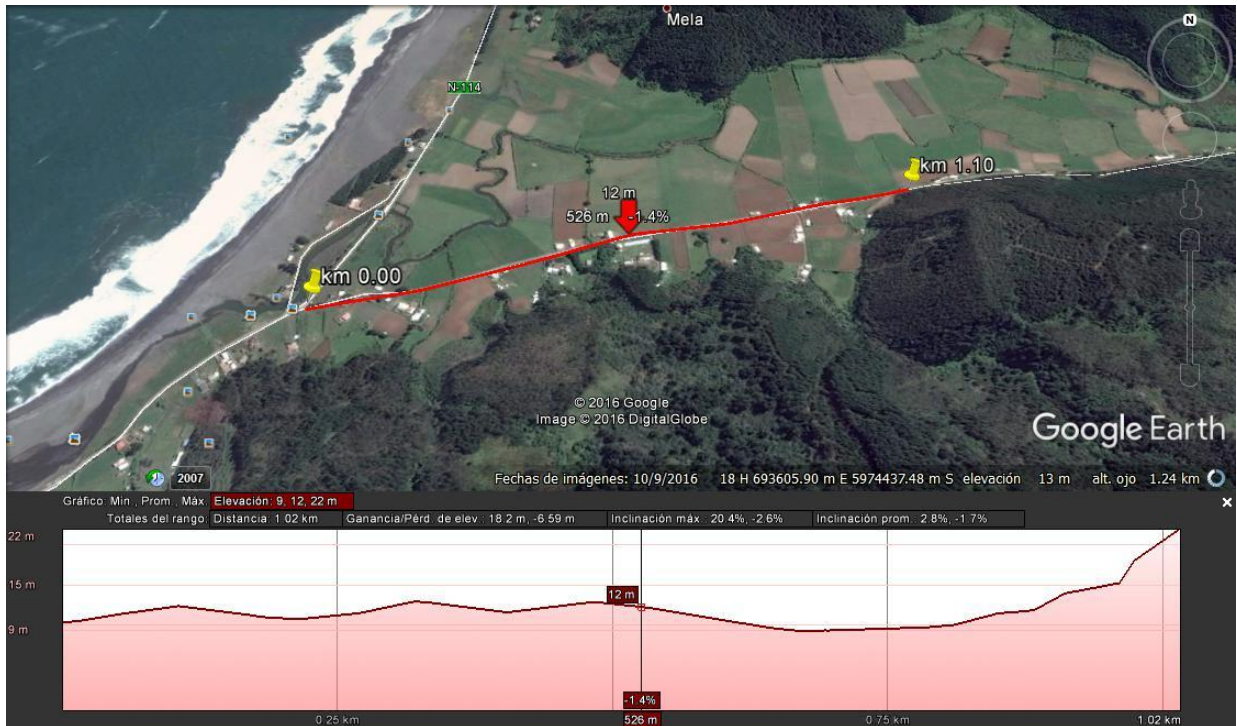 Mela
N
N-114
km 1.10
12 m
526 m -1.4%
km 0.00
© 2016 Google
Image © 2016 DigitalGlobe
Google Earth
2007
Fechas de imágenes: 10/9/2016 18 H 693605.90 m E 5974437.48 m S elevación 13 m alt. ojo 1.24 km
Gráfico: Min., Prom., Máx. Elevación: 9, 12, 22 m
Totales del rango: Distancia: 1.02 km Ganancia/Pérd. de elev.: 18.2 m, -6.59 m Inclinación máx.: 20.4%, -2.6% Inclinación prom.: 2.8%, -1.7%
22 m
15 m
12 m
9 m
-1.4%
0.25 km 526 m 0.75 km 1.02 km